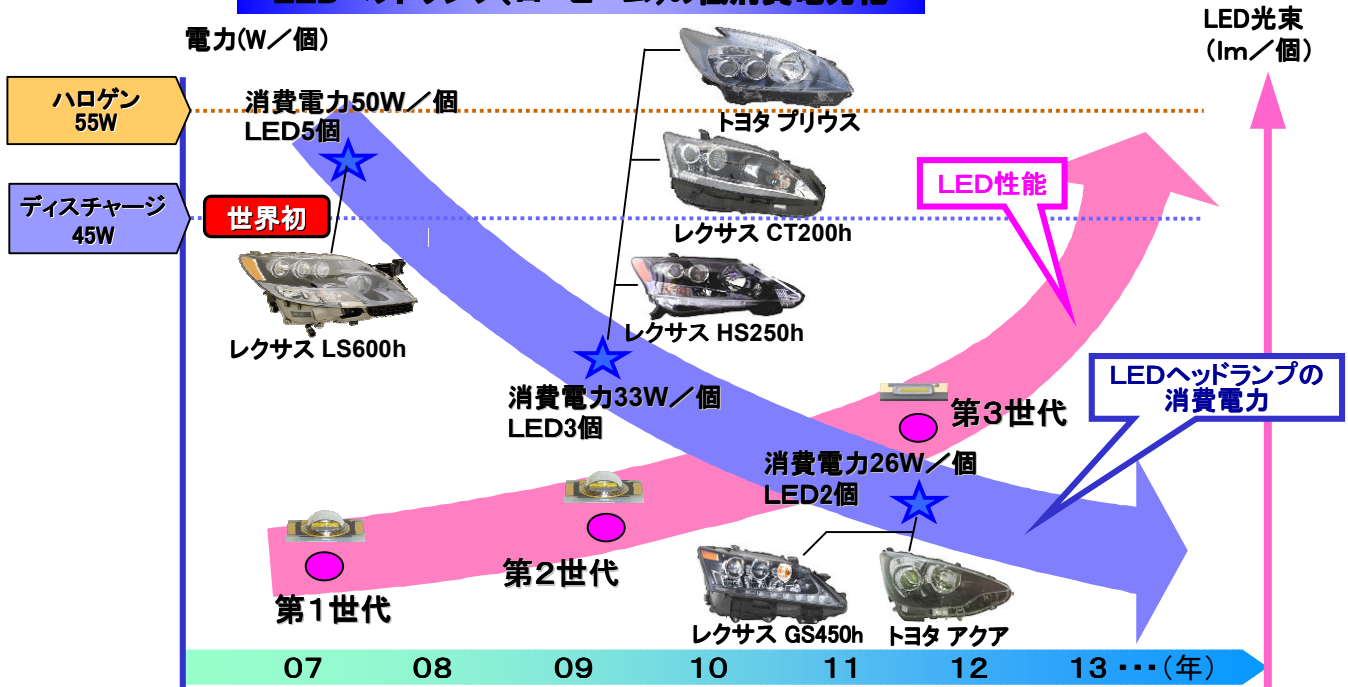 電力(W／個)
LED光束
(lm／個)
ハロゲン
55W
消費電力50W／個
LED5個
トヨタ プリウス
LED性能
ディスチャージ
45W
世界初
レクサス CT200h
レクサス LS600h
レクサス HS250h
消費電力33W／個
LED3個
LEDヘッドランプの
消費電力
第3世代
消費電力26W／個
LED2個
第2世代
第1世代
レクサス GS450h
トヨタ アクア
07 08 09 10 11 12 13 ･･･(年)